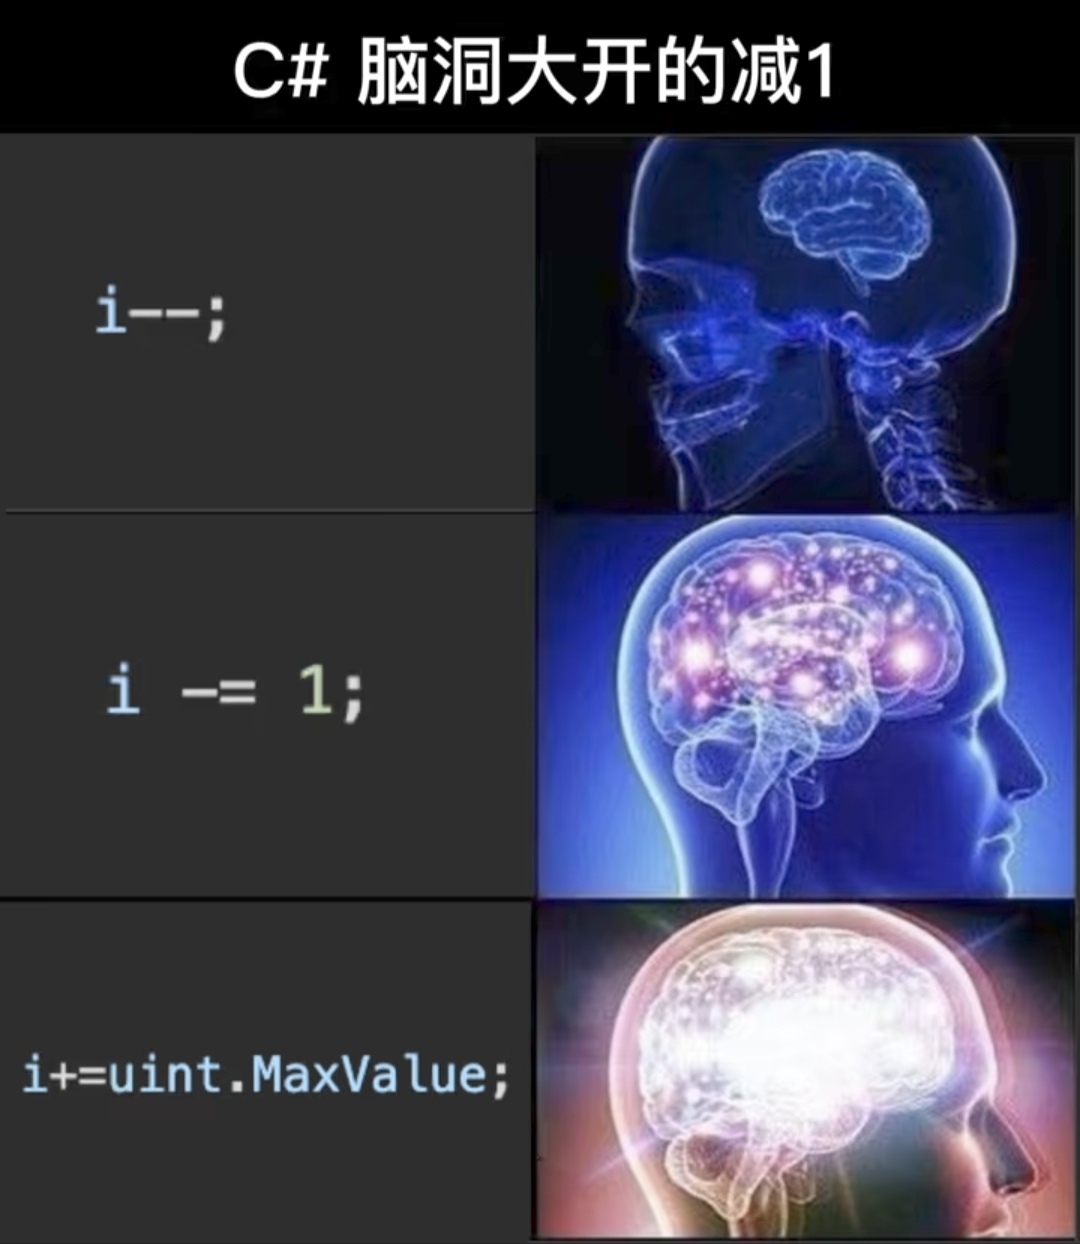 C# 脑洞大开的减1
i--;
i -= 1;
i+=uint.MaxValue;